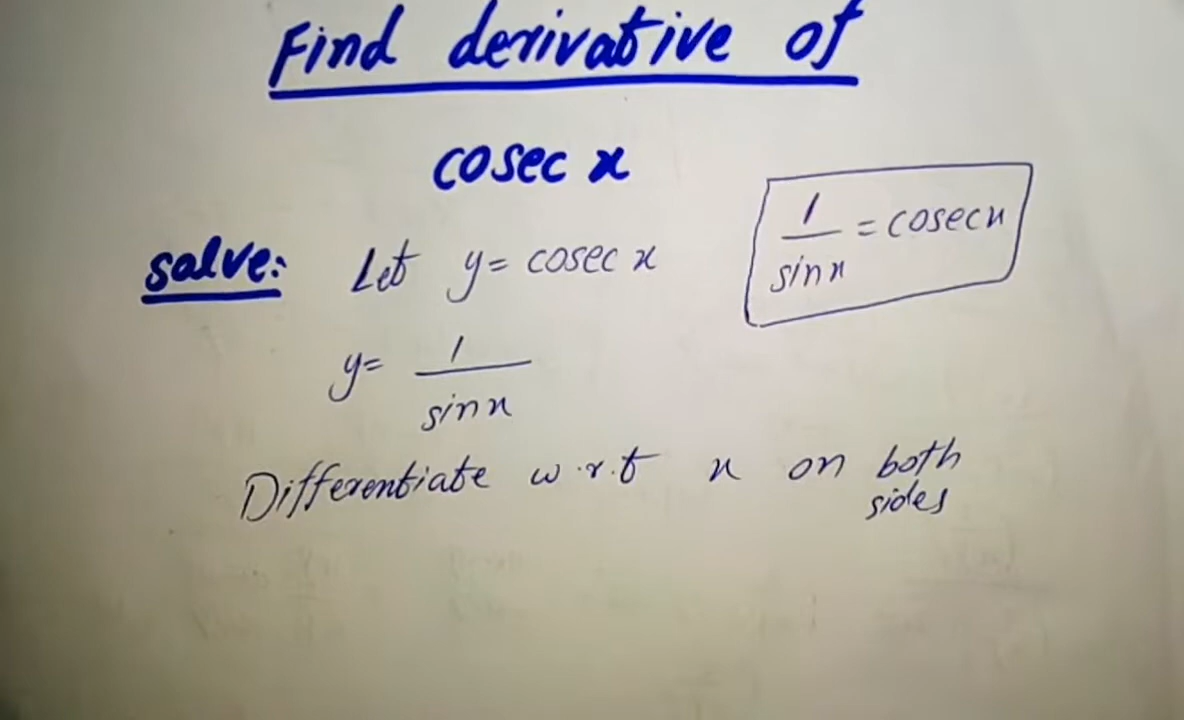 Find derivative of
cosec x
solve: Let y = cosec x
1/sin x = cosec x
y = 1/sin x
Differentiate w.r.t x on both
sides